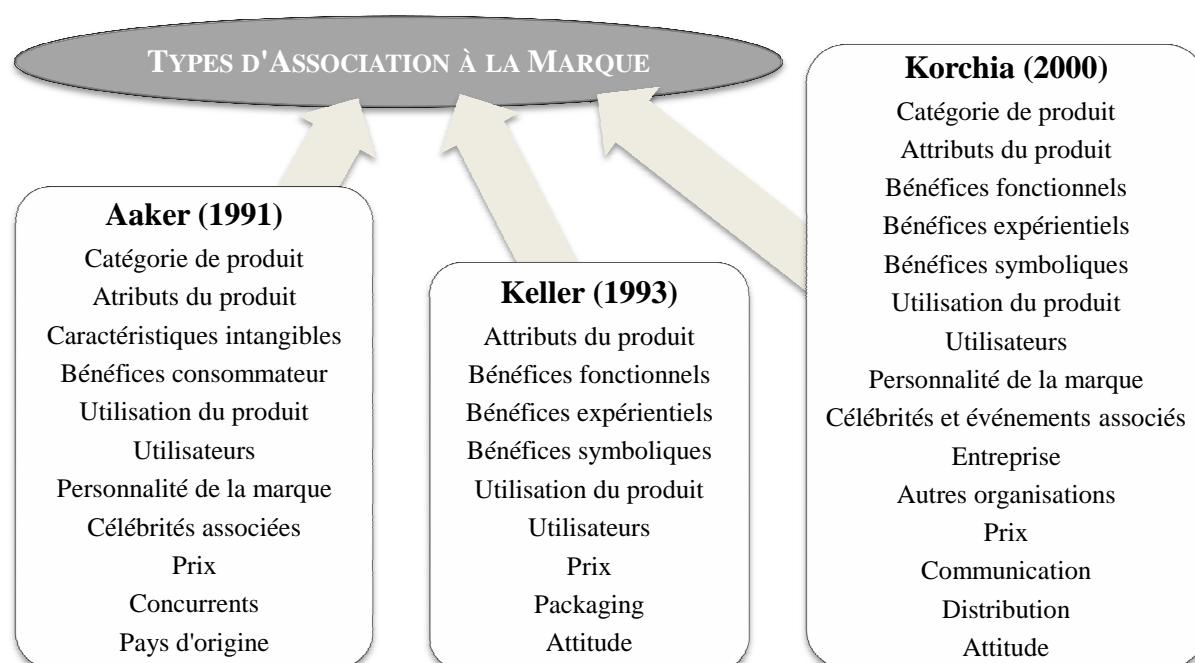 TYPES D'ASSOCIATION À LA MARQUE
Aaker (1991)
Catégorie de produit
Atributs du produit
Caractéristiques intangibles
Bénéfices consommateur
Utilisation du produit
Utilisateurs
Personnalité de la marque
Célébrités associées
Prix
Concurrents
Pays d'origine
Keller (1993)
Attributs du produit
Bénéfices fonctionnels
Bénéfices expérientiels
Bénéfices symboliques
Utilisation du produit
Utilisateurs
Prix
Packaging
Attitude
Korchia (2000)
Catégorie de produit
Attributs du produit
Bénéfices fonctionnels
Bénéfices expérientiels
Bénéfices symboliques
Utilisation du produit
Utilisateurs
Personnalité de la marque
Célébrités et événements associés
Entreprise
Autres organisations
Prix
Communication
Distribution
Attitude